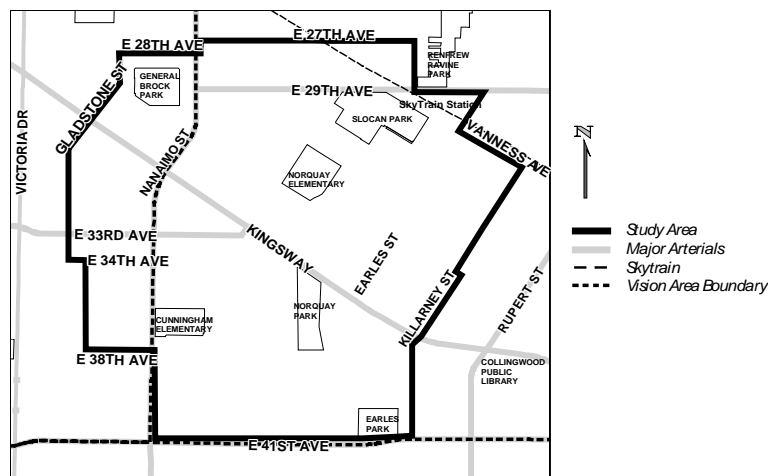 E 28TH AVE
E 27TH AVE
RENFREW
RAVINE
PARK
GENERAL
BROCK
PARK
E 29TH AVE
SkyTrain Station
SLOCAN PARK
GLADSTONE ST
VANNESS AVE
VICTORIA DR
NANAIMO ST
NORQUAY
ELEMENTARY
E 33RD AVE
KINGSWAY
E 34TH AVE
EARLES ST
KILLARNEY ST
RUPERT ST
NORQUAY
PARK
CUNNINGHAM
ELEMENTARY
E 38TH AVE
COLLINGWOOD
PUBLIC
LIBRARY
EARLES
PARK
E 41ST AVE
N
Study Area
Major Arterials
Skytrain
Vision Area Boundary